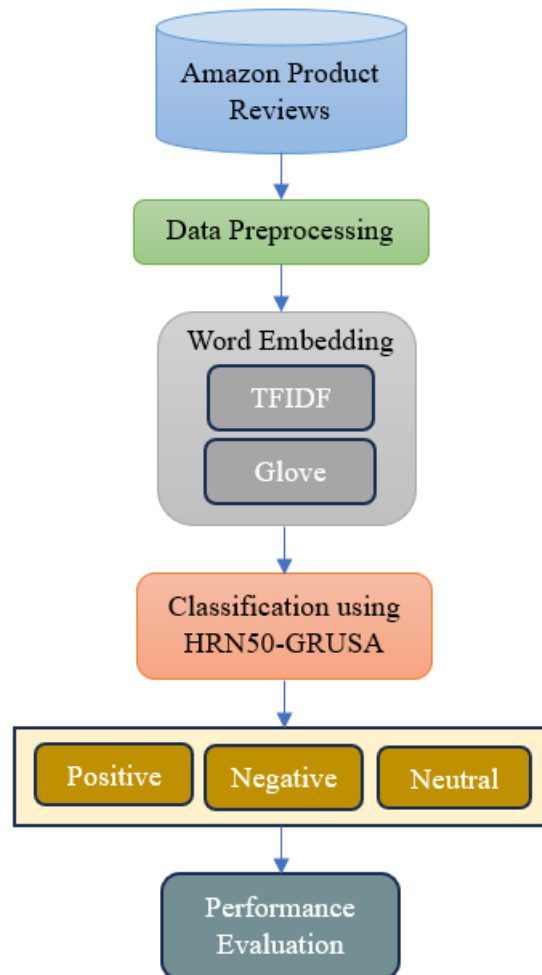 Amazon Product
Reviews
Data Preprocessing
Word Embedding
TFIDF
Glove
Classification using
HRN50-GRUSA
Positive
Negative
Neutral
Performance
Evaluation